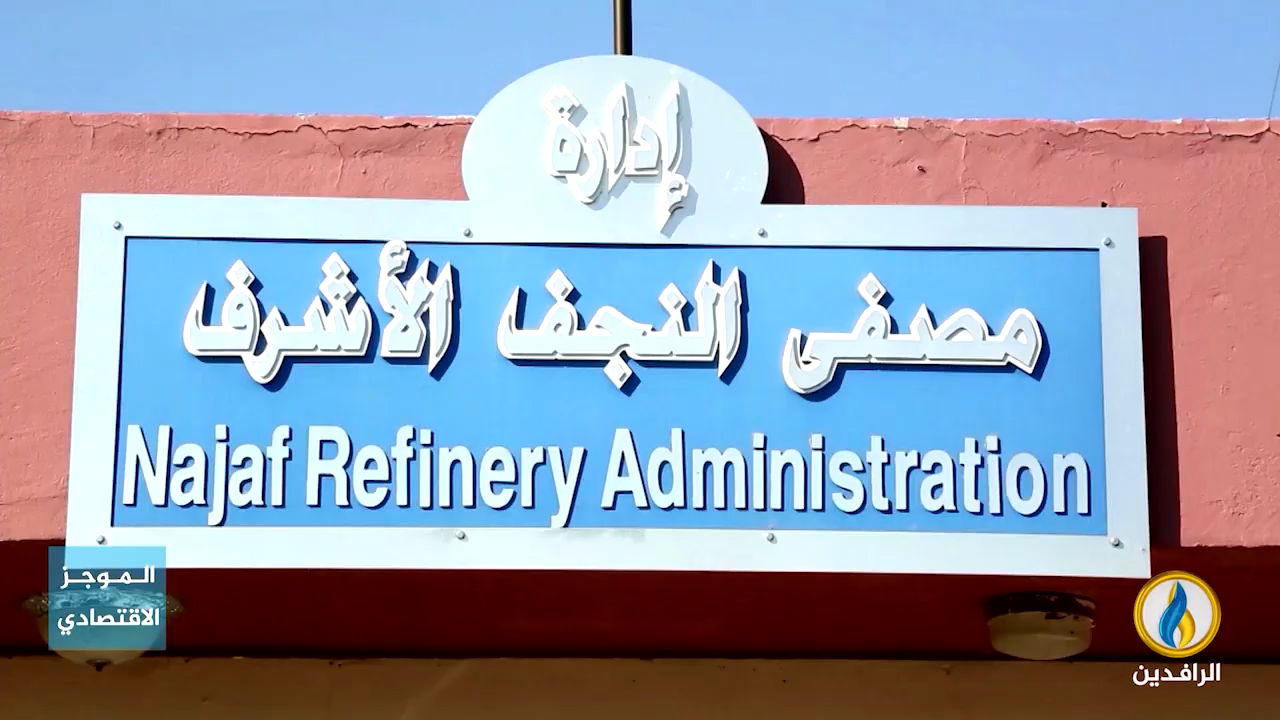 إدارة
مصفى النجف الأشرف
Najaf Refinery Administration
الموجز
الاقتصادي
الرافدين